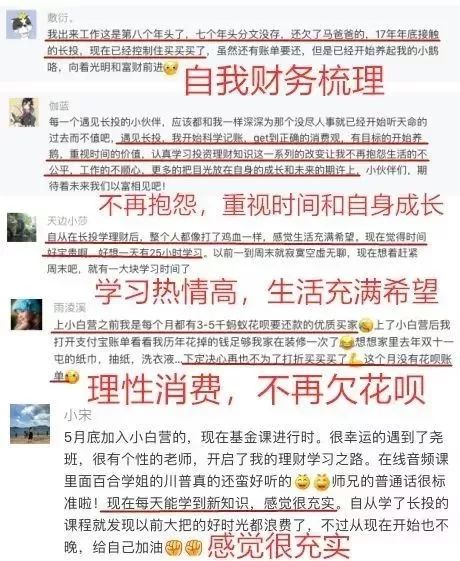 敷衍。
我出来工作这是第八个年头了，七个年头分文没存，
还欠了马爸爸的，17年年底接触
的长投，现在已经控制住买买买了，虽然还有账单要还，但是已经开始养起我的小鹅
咯，向着光明和富财前进
自我财务梳理
伽蓝
每一个遇见长投的小伙伴，应该都和我一样深深为那个没尽人事就已经开始听天命的
过去而不值吧，遇见长投，我开始科学记账，get到正确的消费观，有目标的开始养
鹅，重视时间的价值，认真学习投资理财知识这一系列的改变让我不再抱怨生活的不
公平，工作的不顺心，更多的把目光放在自身的成长和未来的期许上，小伙伴们，期
待着未来我们以富相见吧！
不再抱怨，重视时间和自身成长
天边小莎
自从在长投学理财后，整个人都像打了鸡血一样，感觉生活充满希望，现在觉得时间
好宝贵啊，好想一天有25小时学习。以前一到周末就寂寞空虚无聊，现在想着赶紧
周末吧，就有一大块学习时间了
学习热情高，生活充满希望
雨凌溪
上小白营之前我是每个月都有3-5千蚂蚁花呗要还款的优质买家
上了小白营后我
打开支付宝账单看看我历年花掉的钱足够我家在装修一次了
想想家里去年双十一
屯的纸巾，抽纸，洗衣液...下定决心再也不为了打折买买买了
这个月没有花呗账
单
理性消费，不再欠花呗
小宋
5月底加入小白营的，现在基金课进行时。很幸运的遇到了尧
班，很有个性的老师，开启了我的理财学习之路。在线音频课
里面百合学姐的川普真的还蛮好听的
师兄的普通话很标
准啦！现在每天能学到新知识，感觉很充实。自从学了长投的
课程就发现以前大把的好时光都浪费了，不过从现在开始也不
晚，给自己加油
感觉很充实